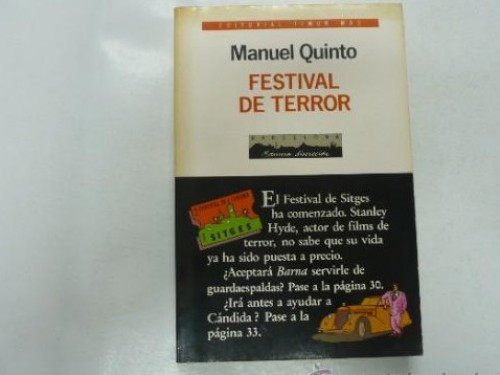 EDITORIAL TIMUN MAS
Manuel Quinto
FESTIVAL
DE TERROR
BARCELONA
SITGES
El Festival de Sitges
ha comenzado. Stanley
Hyde, actor de films de
terror, no sabe que su vida
ya ha sido puesta a precio.
¿Aceptará Barna servirle de
guardaespaldas? Pase a la página 30.
¿Irá antes a ayudar a
Cándida ? Pase a la
página 33.